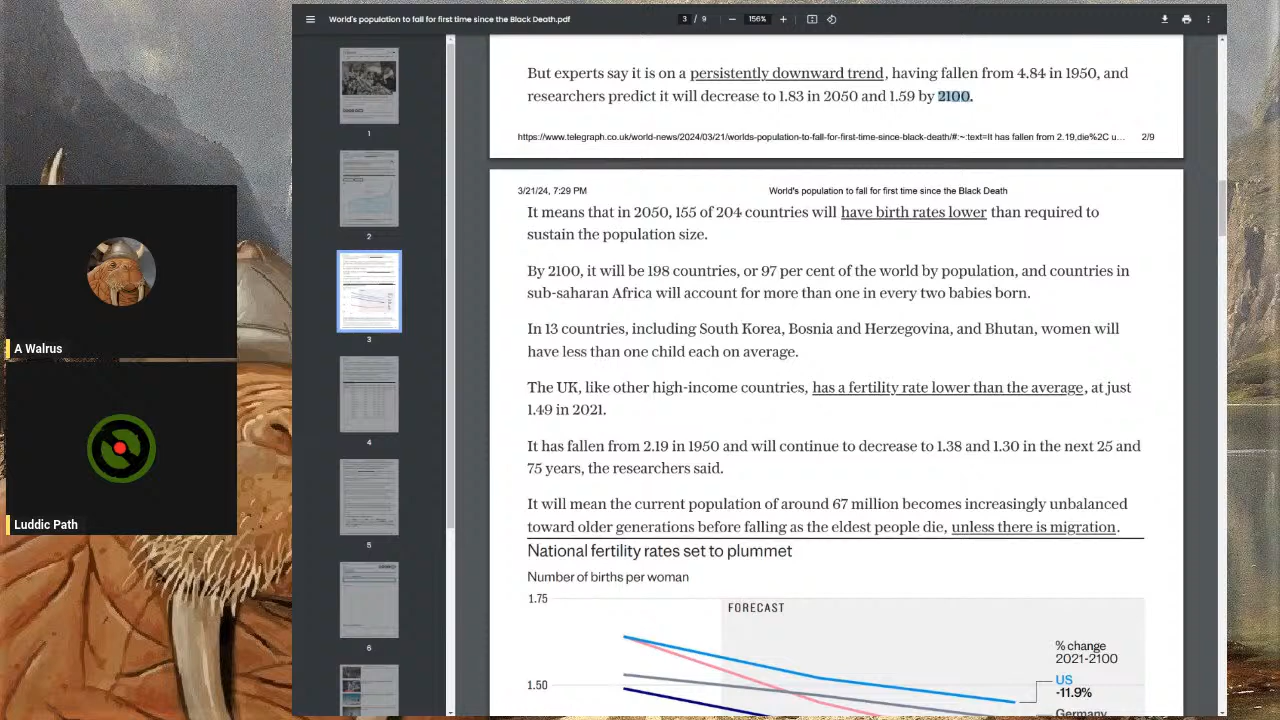 World's population to fall for first time since the Black Death.pdf
3 / 9
156%
But experts say it is on a persistently downward trend, having fallen from 4.84 in 1950, and
researchers predict it will decrease to 1.83 in 2050 and 1.59 by 2100.
https://www.telegraph.co.uk/world-news/2024/03/21/worlds-population-to-fall-for-first-time-since-black-death/#:~:text=It has fallen from 2.19,die%2C u...
2/9
3/21/24, 7:29 PM
World's population to fall for first time since the Black Death
It means that in 2050, 155 of 204 countries will have birth rates lower than required to
sustain the population size.
By 2100, it will be 198 countries, or 97 per cent of the world by population, and countries in
sub-saharan Africa will account for more than one in every two babies born.
In 13 countries, including South Korea, Bosnia and Herzegovina, and Bhutan, women will
have less than one child each on average.
The UK, like other high-income countries, has a fertility rate lower than the average, at just
1.49 in 2021.
It has fallen from 2.19 in 1950 and will continue to decrease to 1.38 and 1.30 in the next 25 and
75 years, the researchers said.
It will mean the current population of around 67 million becomes increasingly unbalanced
toward older generations before falling as the eldest people die, unless there is migration.
National fertility rates set to plummet
Number of births per woman
1.75
FORECAST
% change
2021-2100
US
-11.9%
1.50
Germany
1
2
3
4
5
6
A Walrus
Luddic Path